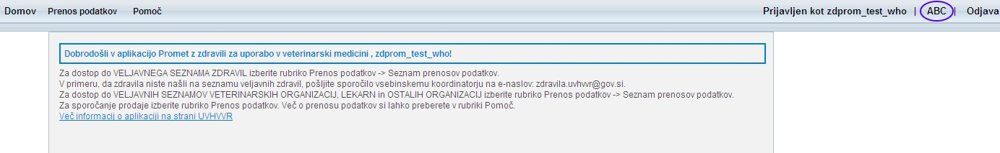 Domov Prenos podatkov Pomoč Prijavljen kot zdprom_test_who | ABC | Odjava
Dobrodošli v aplikacijo Promet z zdravili za uporabo v veterinarski medicini , zdprom_test_who!
Za dostop do VELJAVNEGA SEZNAMA ZDRAVIL izberite rubriko Prenos podatkov -> Seznam prenosov podatkov.
V primeru, da zdravila niste našli na seznamu veljavnih zdravil, pošljite sporočilo vsebinskemu koordinatorju na e-naslov: zdravila.uvhvvr@gov.si.
Za dostop do VELJAVNIH SEZNAMOV VETERINARSKIH ORGANIZACIJ, LEKARN in OSTALIH ORGANIZACIJ izberite rubriko Prenos podatkov -> Seznam prenosov podatkov.
Za sporočanje prodaje izberite rubriko Prenos podatkov. Več o prenosu podatkov si lahko preberete v rubriki Pomoč.
Več informacij o aplikaciji na strani UVHVVR